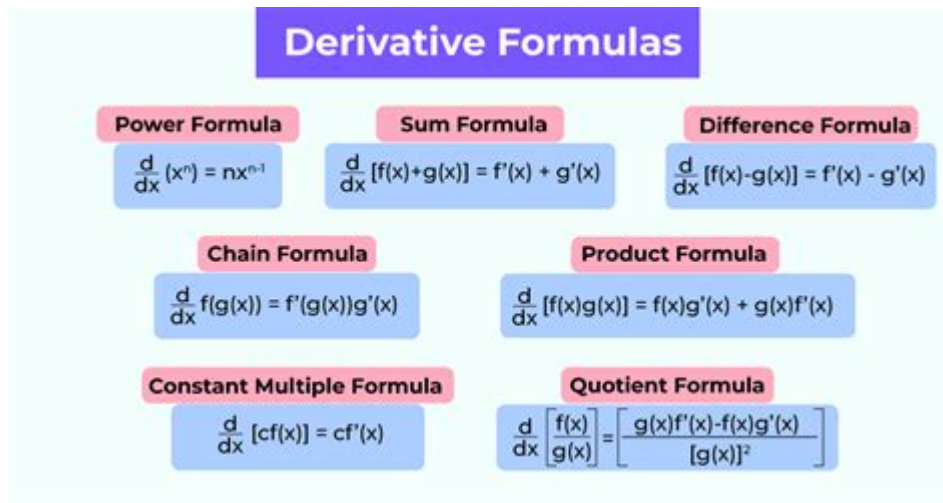 Derivative Formulas
Power Formula
d/dx (xⁿ) = nxⁿ⁻¹
Sum Formula
d/dx [f(x)+g(x)] = f'(x) + g'(x)
Difference Formula
d/dx [f(x)-g(x)] = f'(x) - g'(x)
Chain Formula
d/dx f(g(x)) = f'(g(x))g'(x)
Product Formula
d/dx [f(x)g(x)] = f(x)g'(x) + g(x)f'(x)
Constant Multiple Formula
d/dx [cf(x)] = cf'(x)
Quotient Formula
d/dx [f(x)/g(x)] = [g(x)f'(x)-f(x)g'(x)/[g(x)]²]